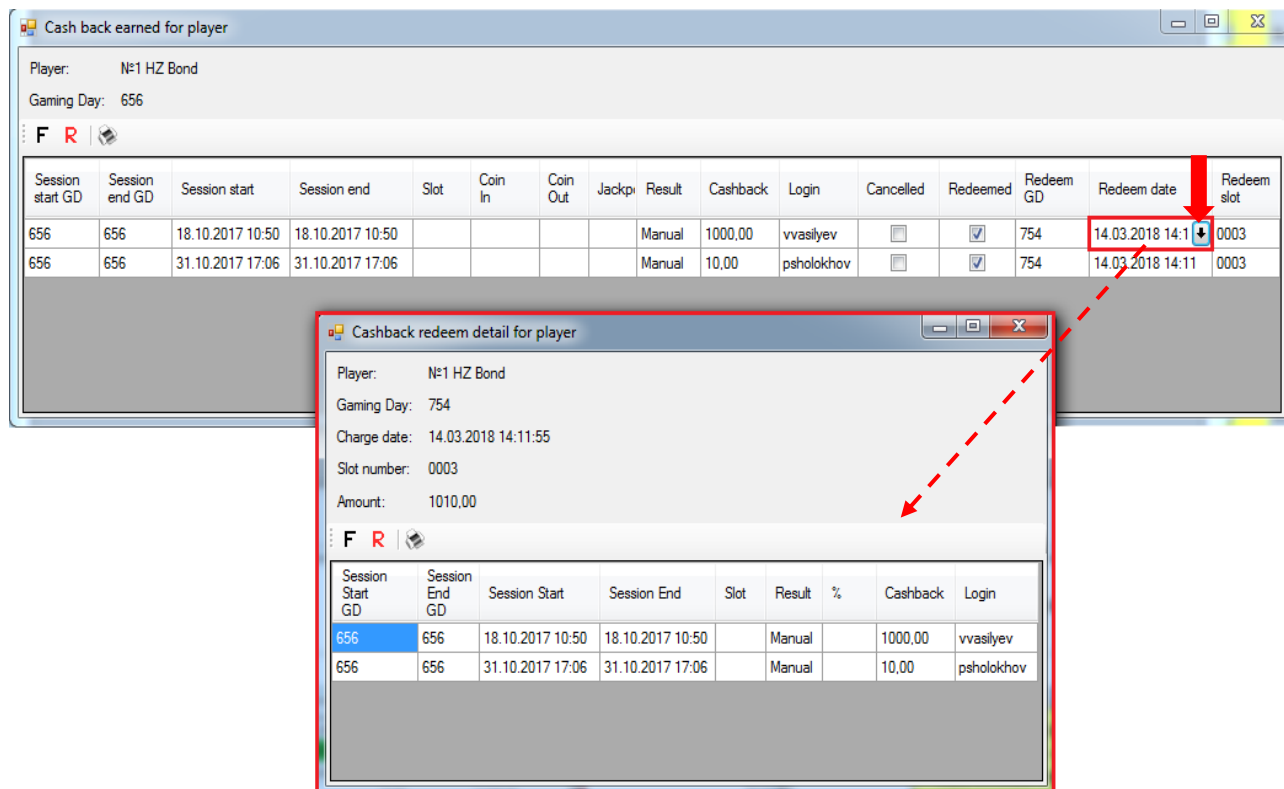 Cash back earned for player
Player: №1 HZ Bond
Gaming Day: 656
F R
Session start GD Session end GD Session start Session end Slot Coin In Coin Out Jackp Result Cashback Login Cancelled Redeemed Redeem GD Redeem date Redeem slot
656 656 18.10.2017 10:50 18.10.2017 10:50 Manual 1000,00 vvasilyev 754 14.03.2018 14:1 0003
656 656 31.10.2017 17:06 31.10.2017 17:06 Manual 10,00 psholokhov 754 14.03.2018 14:11 0003
Cashback redeem detail for player
Player: №1 HZ Bond
Gaming Day: 754
Charge date: 14.03.2018 14:11:55
Slot number: 0003
Amount: 1010,00
F R
Session Start GD Session End GD Session Start Session End Slot Result % Cashback Login
656 656 18.10.2017 10:50 18.10.2017 10:50 Manual 1000,00 vvasilyev
656 656 31.10.2017 17:06 31.10.2017 17:06 Manual 10,00 psholokhov